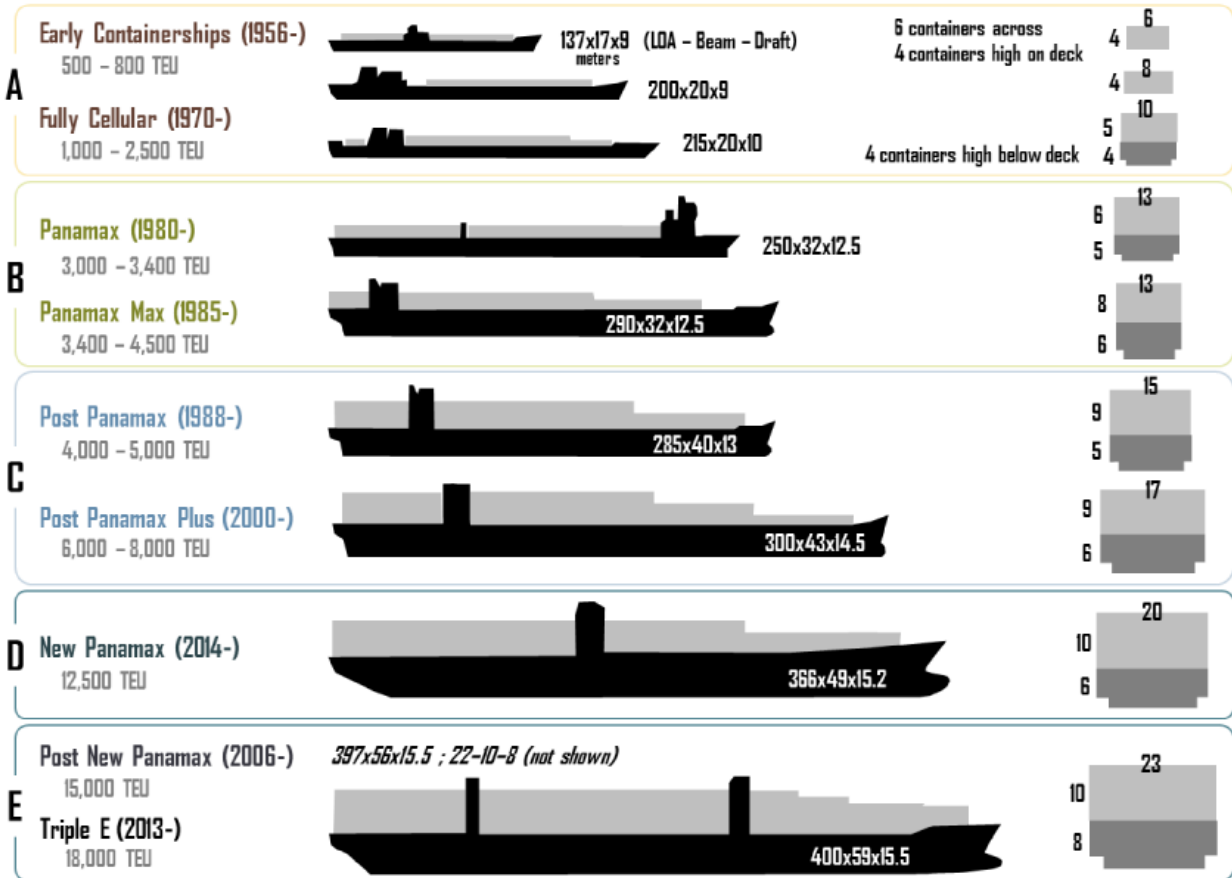 A
Early Containerships (1956-)
500 – 800 TEU
137x17x9 (LOA – Beam – Draft)
meters
6 containers across
4 containers high on deck
6
4
200x20x9
8
4
Fully Cellular (1970-)
1,000 – 2,500 TEU
215x20x10
4 containers high below deck
10
5
4
B
Panamax (1980-)
3,000 – 3,400 TEU
250x32x12.5
13
6
5
Panamax Max (1985-)
3,400 – 4,500 TEU
290x32x12.5
13
8
6
C
Post Panamax (1988-)
4,000 – 5,000 TEU
285x40x13
15
9
5
Post Panamax Plus (2000-)
6,000 – 8,000 TEU
300x43x14.5
17
9
6
D
New Panamax (2014-)
12,500 TEU
366x49x15.2
20
10
6
E
Post New Panamax (2006-)
15,000 TEU
397x56x15.5 ; 22-10-8 (not shown)
Triple E (2013-)
18,000 TEU
400x59x15.5
23
10
8